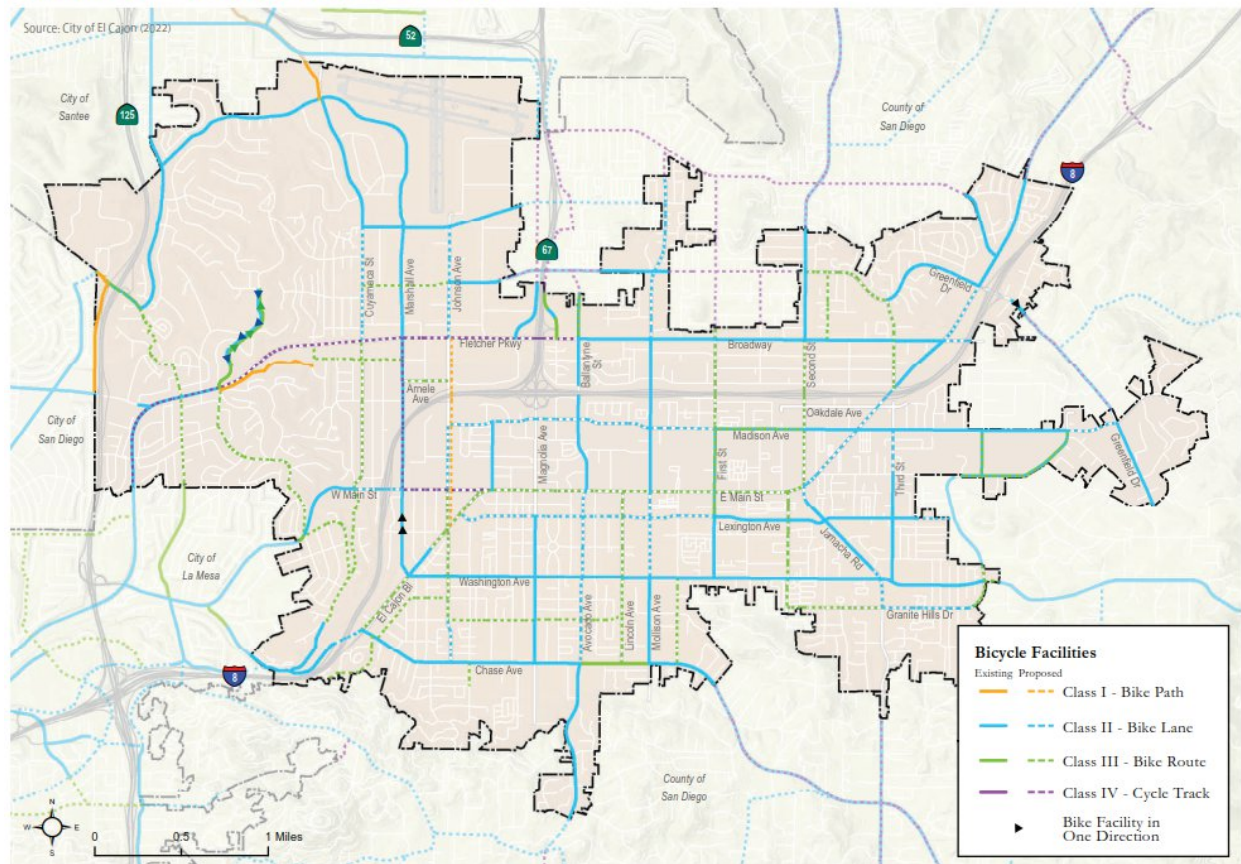 Source: City of El Cajon (2022)
52
City of
Santee
125
County of
San Diego
8
67
Cuyamaca St
Marshall Ave
Johnson Ave
Greenfield
Dr
Fletcher Pkwy
Ballantyne
St
Broadway
Second St
Arnele
Ave
Oakdale Ave
City of
San Diego
Magnolia Ave
Madison Ave
First St
Third St
Greenfield Dr
W Main St
E Main St
Lexington Ave
Jamacha Rd
City of
La Mesa
Washington Ave
El Cajon Bl
Avocado Ave
Lincoln Ave
Mollison Ave
Granite Hills Dr
Chase Ave
8
County of
San Diego
Bicycle Facilities
Existing Proposed
Class I - Bike Path
Class II - Bike Lane
Class III - Bike Route
Class IV - Cycle Track
Bike Facility in
One Direction
N
W E
S
0 0.5 1 Miles